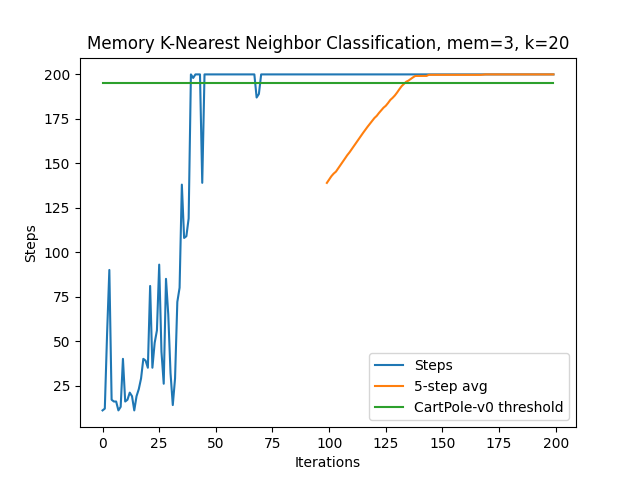 Memory K-Nearest Neighbor Classification, mem=3, k=20
200
175
150
125
100
75
50
25
Steps
0
25
50
75
100
125
150
175
200
Iterations
Steps
5-step avg
CartPole-v0 threshold